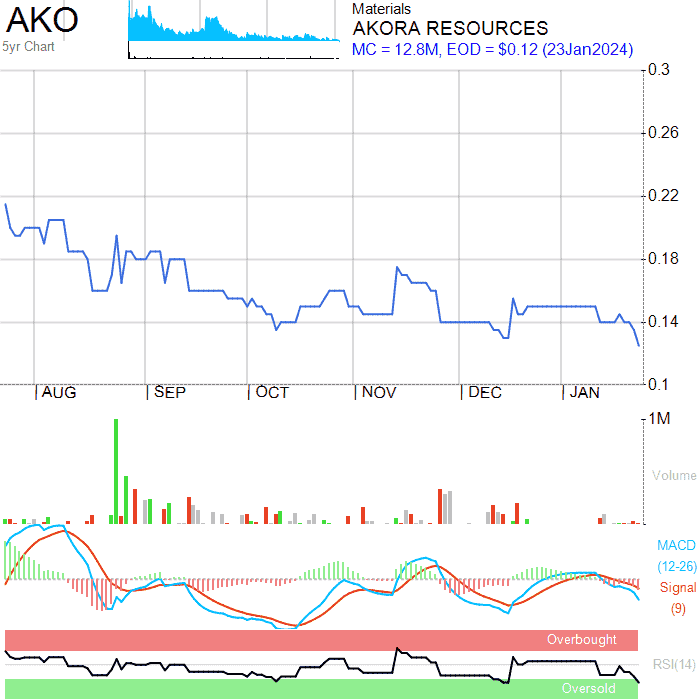 AKO
5yr Chart
Materials
AKORA RESOURCES
MC = 12.8M, EOD = $0.12 (23Jan2024)
0.3
0.26
0.22
0.18
0.14
0.1
AUG SEP OCT NOV DEC JAN
1M
Volume
MACD
(12-26)
Signal
(9)
Overbought
RSI(14)
Oversold